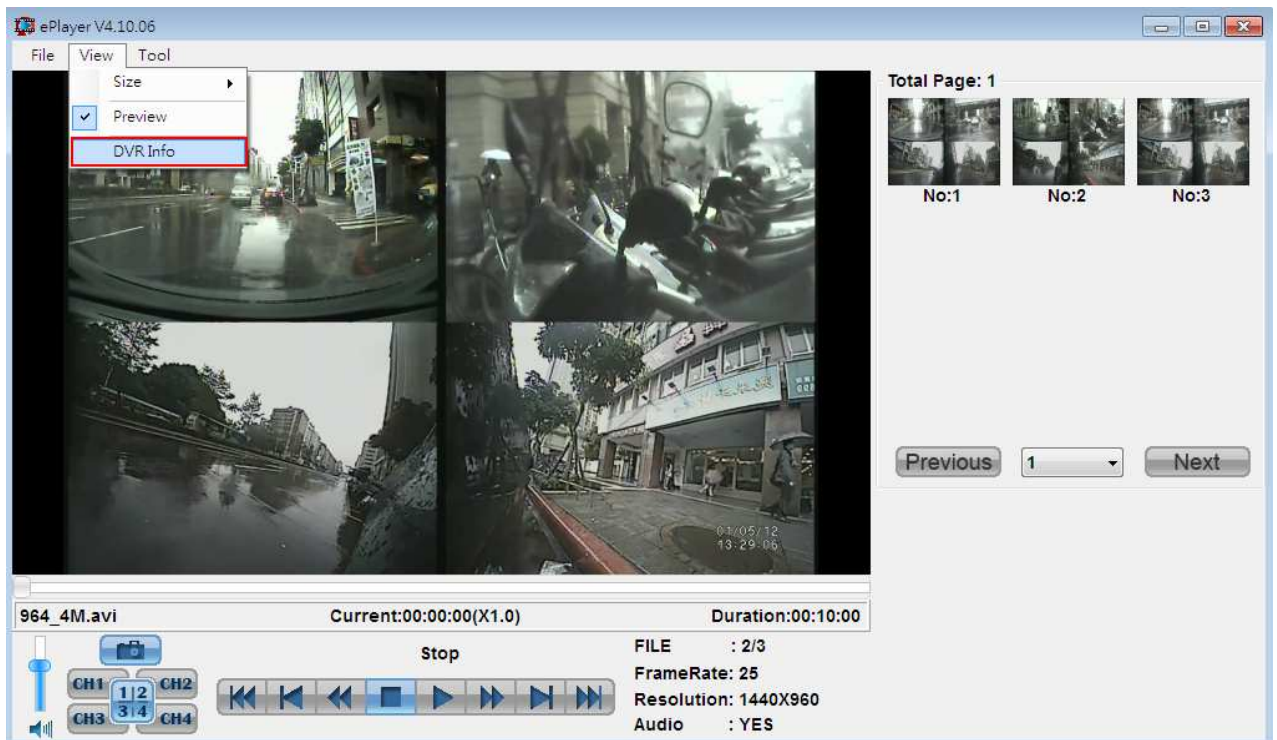 ePlayer V4.10.06
File View Tool
Size
Preview
DVR Info
Total Page: 1
No:1 No:2 No:3
Previous 1 Next
01/05/12
13:29:06
964_4M.avi Current:00:00:00(X1.0) Duration:00:10:00
Stop
CH1 CH2
1 2
3 4
CH3 CH4
FILE : 2/3
FrameRate: 25
Resolution: 1440X960
Audio : YES